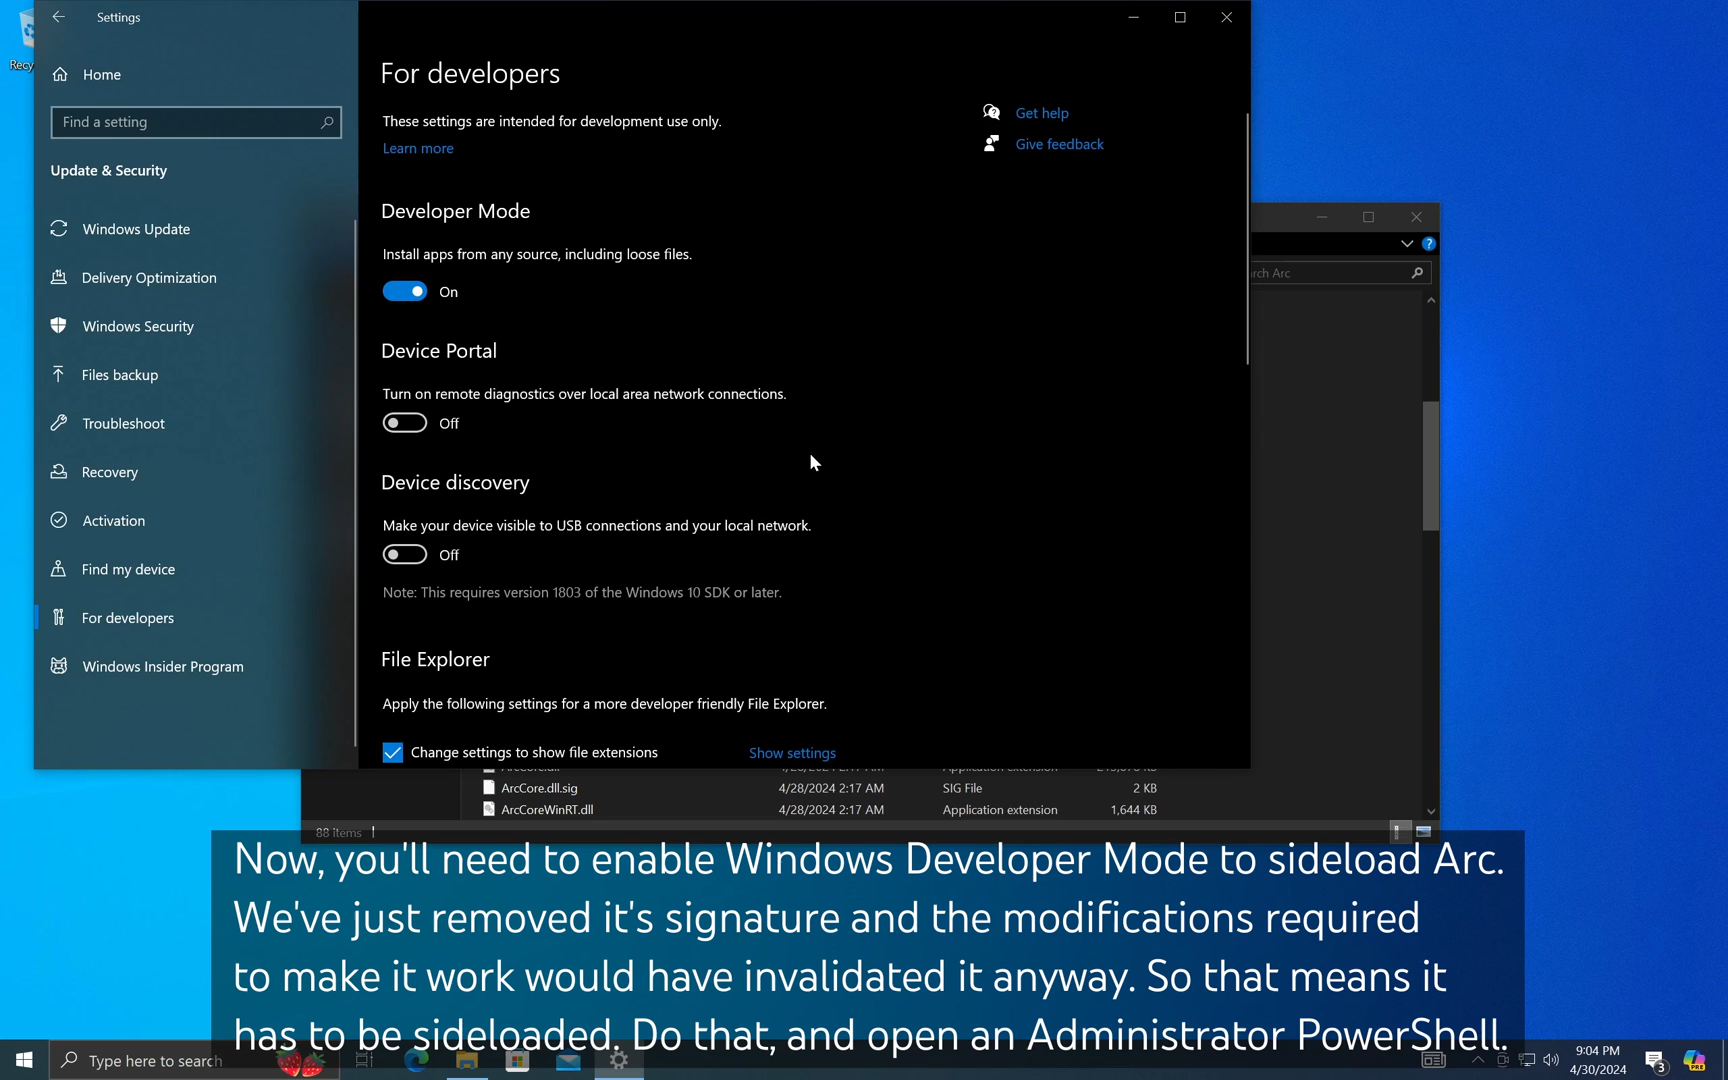 Settings
Home
Find a setting
Update & Security
Windows Update
Delivery Optimization
Windows Security
Files backup
Troubleshoot
Recovery
Activation
Find my device
For developers
Windows Insider Program
For developers
These settings are intended for development use only.
Learn more
Get help
Give feedback
Developer Mode
Install apps from any source, including loose files.
On
Device Portal
Turn on remote diagnostics over local area network connections.
Off
Device discovery
Make your device visible to USB connections and your local network.
Off
Note: This requires version 1803 of the Windows 10 SDK or later.
File Explorer
Apply the following settings for a more developer friendly File Explorer.
Change settings to show file extensions Show settings
Recy
rch Arc
ArcCore.dll.sig 4/28/2024 2:17 AM SIG File 2 KB
ArcCoreWinRT.dll 4/28/2024 2:17 AM Application extension 1,644 KB
88 items
Now, you'll need to enable Windows Developer Mode to sideload Arc.
We've just removed it's signature and the modifications required
to make it work would have invalidated it anyway. So that means it
has to be sideloaded. Do that, and open an Administrator PowerShell.
Type here to search
9:04 PM
4/30/2024
3
PRE